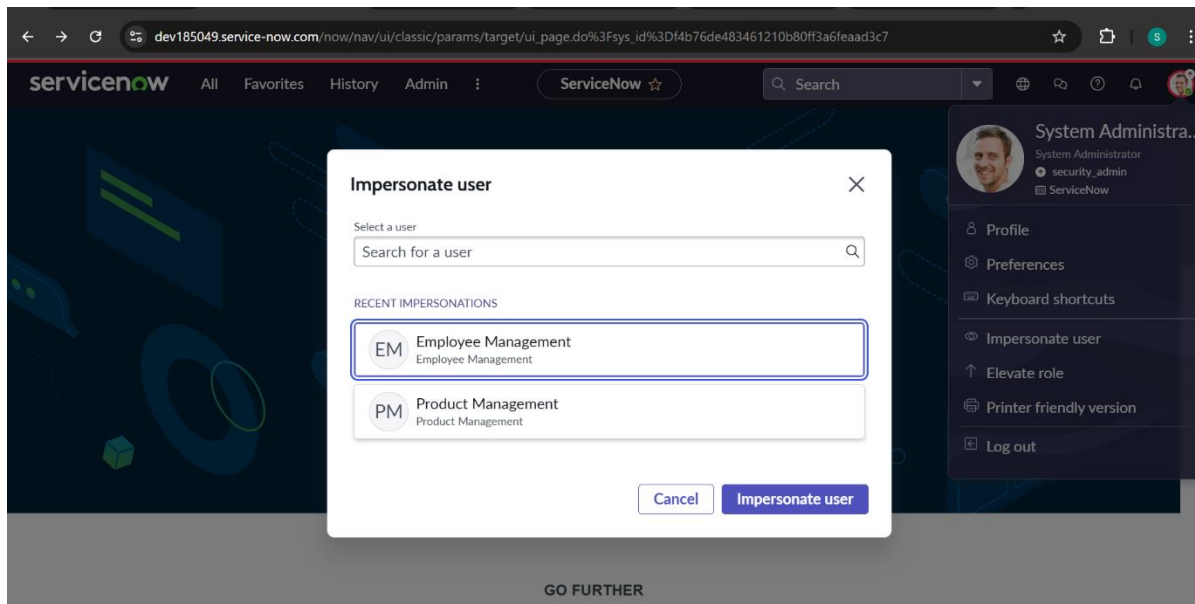 dev185049.service-now.com/now/nav/ui/classic/params/target/ui_page.do%3Fsys_id%3Df4b76de483461210b80ff3a6feaad3c7
S
servicenow All Favorites History Admin ServiceNow Search
System Administra..
System Administrator
security_admin
ServiceNow
Profile
Preferences
Keyboard shortcuts
Impersonate user
Elevate role
Printer friendly version
Log out
Impersonate user
Select a user
Search for a user
RECENT IMPERSONATIONS
EM Employee Management
Employee Management
PM Product Management
Product Management
Cancel Impersonate user
GO FURTHER